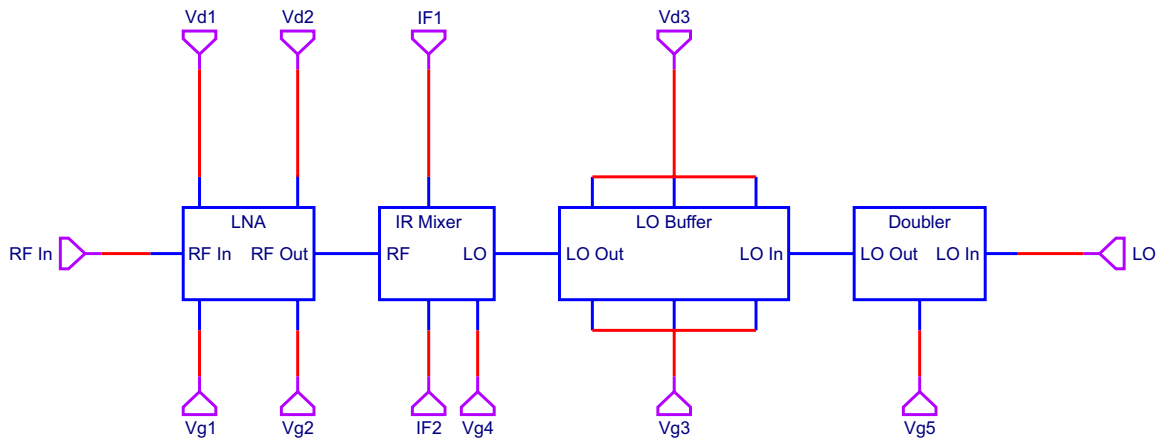 Vd1 Vd2 IF1 Vd3
LNA IR Mixer LO Buffer Doubler
RF In RF In RF Out RF LO LO Out LO In LO Out LO In LO
Vg1 Vg2 IF2 Vg4 Vg3 Vg5